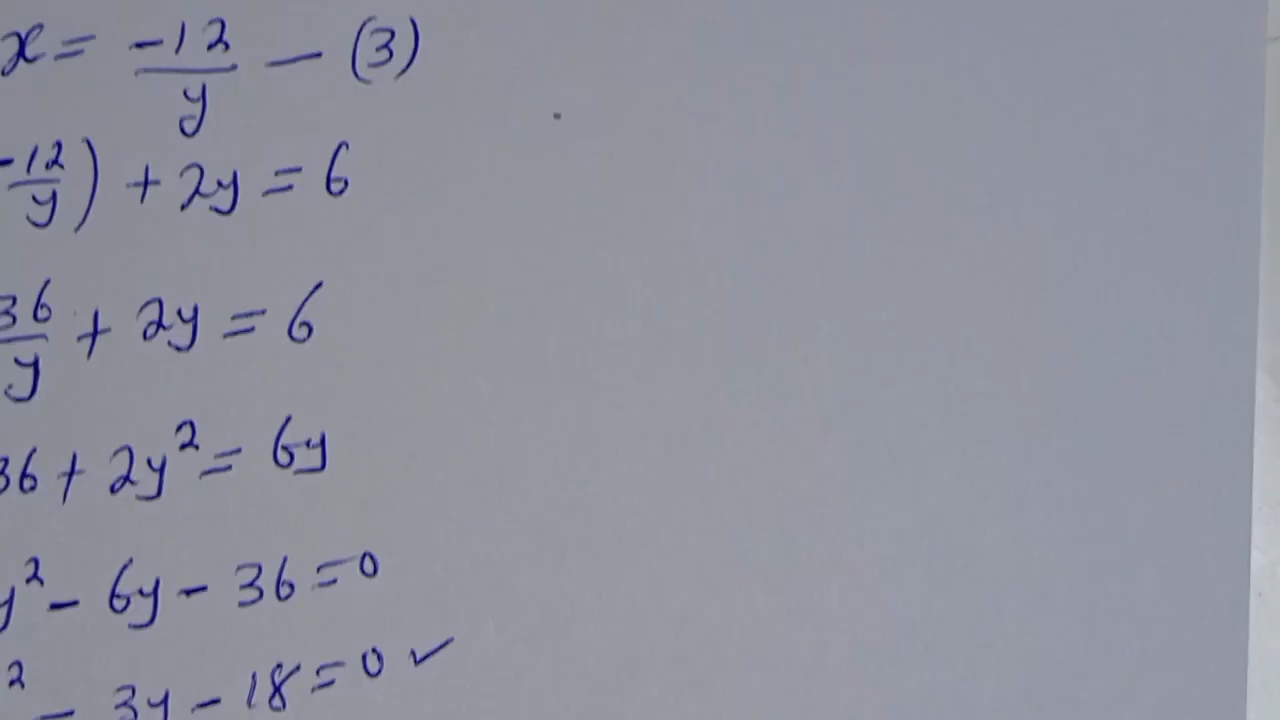 x = -12/y — (3)
-12/y) + 2y = 6
36/y + 2y = 6
36 + 2y² = 6y
y² - 6y - 36 = 0
² - 3y - 18 = 0 ✓